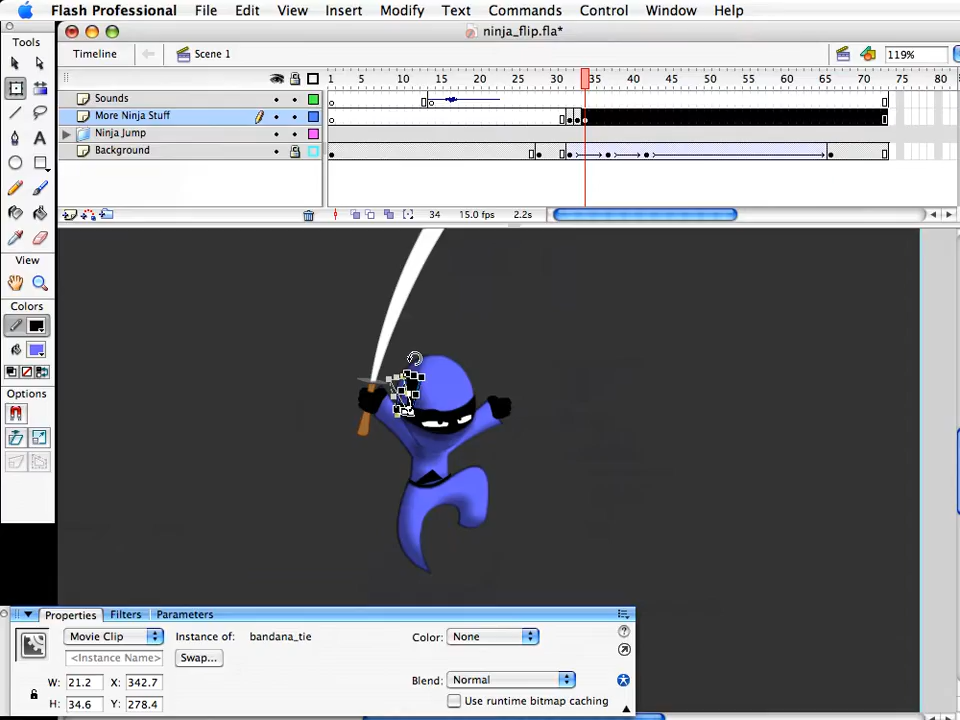 Flash Professional File Edit View Insert Modify Text Commands Control Window Help
ninja_flip.fla*
Tools
Timeline Scene 1 119%
1 5 10 15 20 25 30 35 40 45 50 55 60 65 70 75 80
Sounds
More Ninja Stuff
Ninja Jump
Background
34 15.0 fps 2.2s
View
Colors
Options
Properties Filters Parameters
Movie Clip Instance of: bandana_tie Color: None
<Instance Name> Swap...
W: 21.2 X: 342.7 Blend: Normal
H: 34.6 Y: 278.4 Use runtime bitmap caching